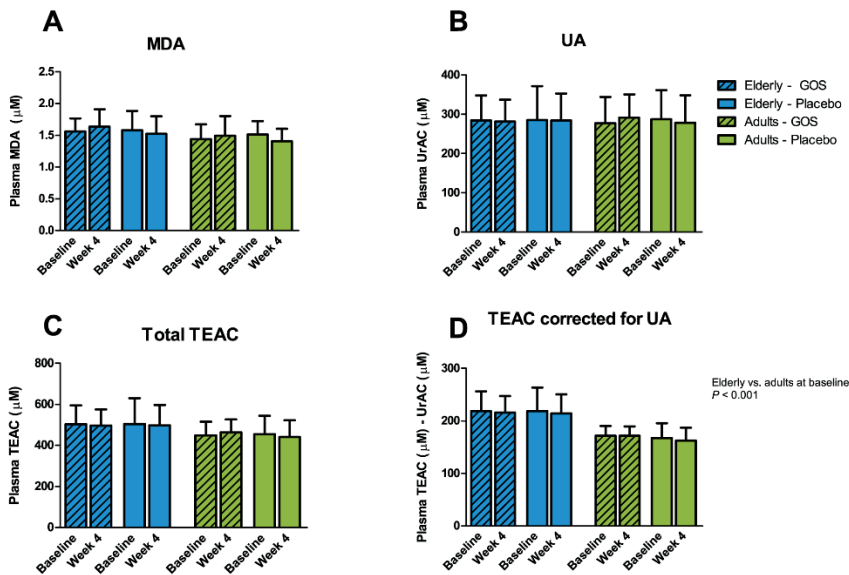 A
MDA
Plasma MDA (μM)
2.5
2.0
1.5
1.0
0.5
0.0
Baseline
Week 4
Baseline
Week 4
Baseline
Week 4
Baseline
Week 4
B
UA
Plasma UrAC (μM)
400
300
200
100
0
Baseline
Week 4
Baseline
Week 4
Baseline
Week 4
Baseline
Week 4
Elderly - GOS
Elderly - Placebo
Adults - GOS
Adults - Placebo
C
Total TEAC
Plasma TEAC (μM)
800
600
400
200
0
Baseline
Week 4
Baseline
Week 4
Baseline
Week 4
Baseline
Week 4
D
TEAC corrected for UA
Plasma TEAC (μM) - UrAC (μM)
300
200
100
0
Baseline
Week 4
Baseline
Week 4
Baseline
Week 4
Baseline
Week 4
Elderly vs. adults at baseline
P < 0.001